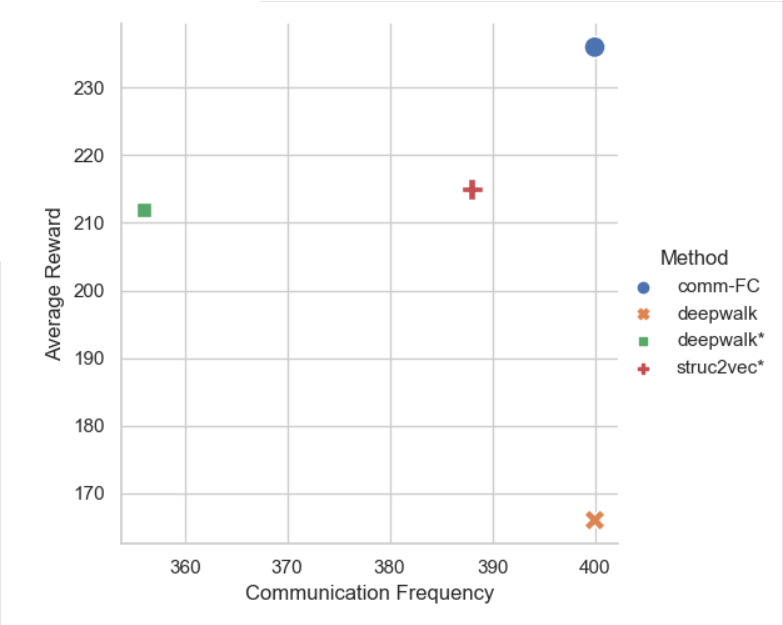 230
220
210
200
190
180
170
Average Reward
360 370 380 390 400
Communication Frequency
Method
comm-FC
deepwalk
deepwalk*
struc2vec*